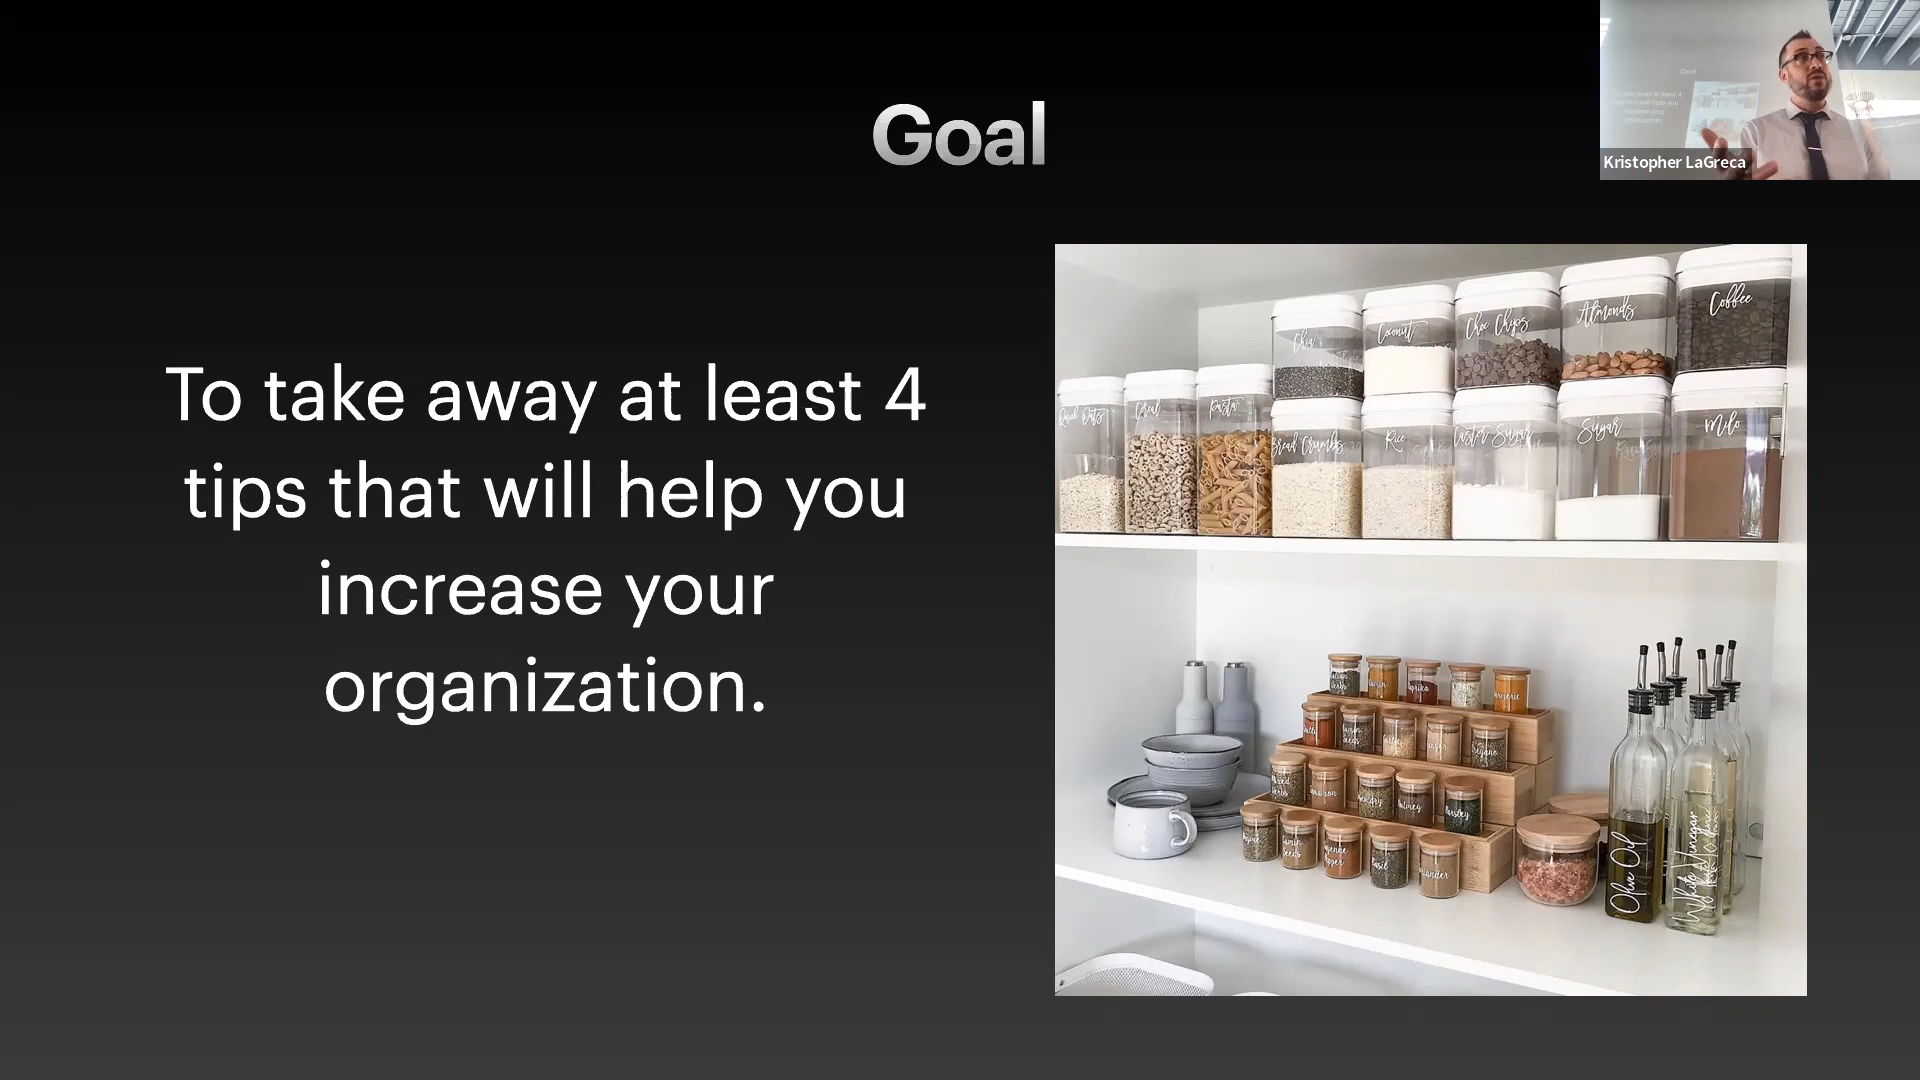 Goal
Kristopher LaGreca
To take away at least 4
tips that will help you
increase your
organization.
Chia
Coconut
Choc Chips
Almonds
Coffee
Quick Oats
Cereal
Pasta
Bread Crumbs
Rice
Caster Sugar
Sugar
Milo
Paprika
Oregano
Nutmeg
Parsley
Cumin
Seeds
Basil
Olive Oil
White Vinegar